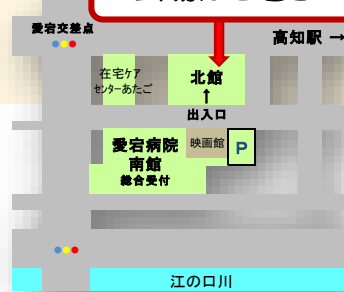 愛宕交差点
高知駅 →
在宅ケア
センターあたご
北館
↑
出入口
愛宕病院
南館
総合受付
映画館
P
江の口川